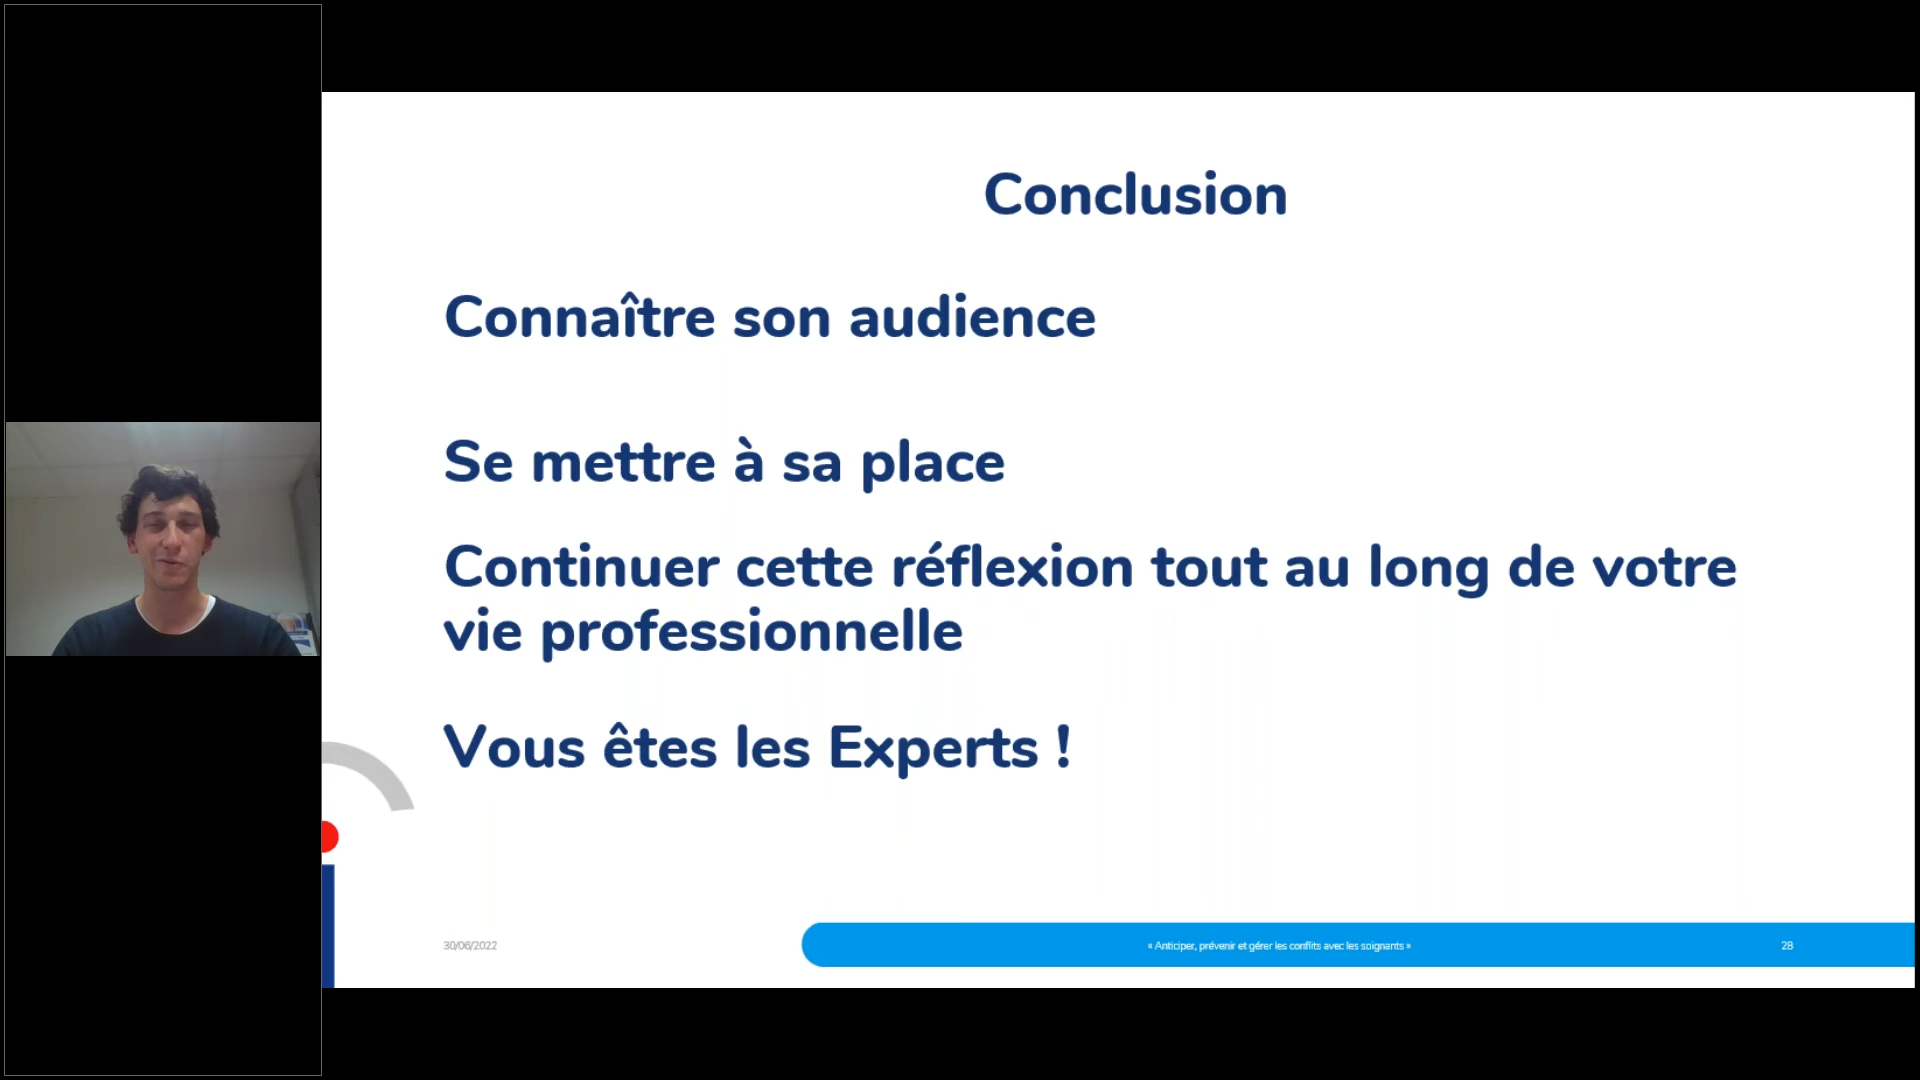 Conclusion
Connaître son audience
Se mettre à sa place
Continuer cette réflexion tout au long de votre
vie professionnelle
Vous êtes les Experts !
30/06/2022
« Anticiper, prévenir et gérer les conflits avec les soignants »
28